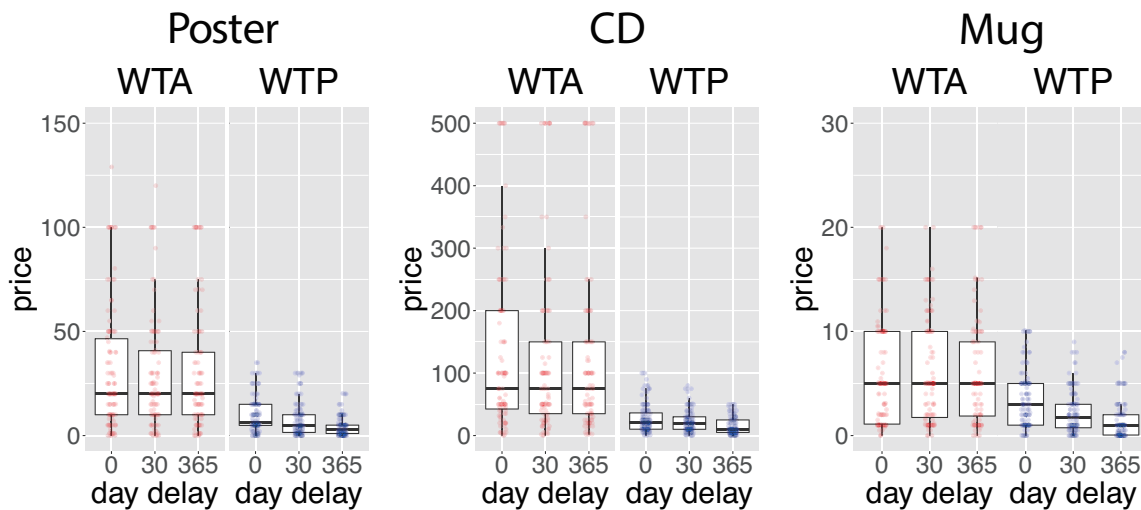 Poster CD Mug
WTA WTP WTA WTP WTA WTP
150 500 30
400
100 300 20
price price price
200
50 10
100
0 0 0
0 30 365 0 30 365 0 30 365 0 30 365 0 30 365 0 30 365
day delay day delay day delay day delay day delay day delay